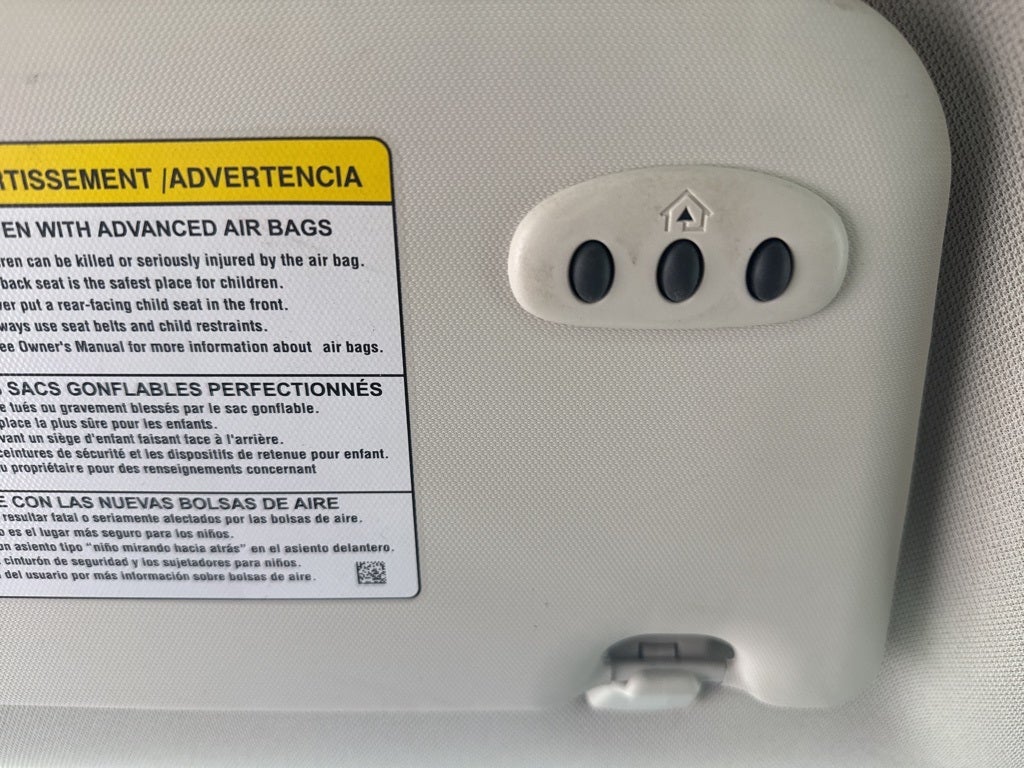 RTISSEMENT /ADVERTENCIA
EN WITH ADVANCED AIR BAGS
ren can be killed or seriously injured by the air bag.
back seat is the safest place for children.
er put a rear-facing child seat in the front.
ways use seat belts and child restraints.
ee Owner's Manual for more information about air bags.
S SACS GONFLABLES PERFECTIONNÉS
e tués ou gravement blessés par le sac gonflable.
place la plus sûre pour les enfants.
vant un siège d'enfant faisant face à l'arrière.
ceintures de sécurité et les dispositifs de retenue pour enfant.
u propriétaire pour des renseignements concernant
E CON LAS NUEVAS BOLSAS DE AIRE
resultar fatal o seriamente afectados por las bolsas de aire.
o es el lugar más seguro para los niños.
on asiento tipo "niño mirando hacia atrás" en el asiento delantero.
cinturón de seguridad y los sujetadores para niños.
del usuario por más información sobre bolsas de aire.